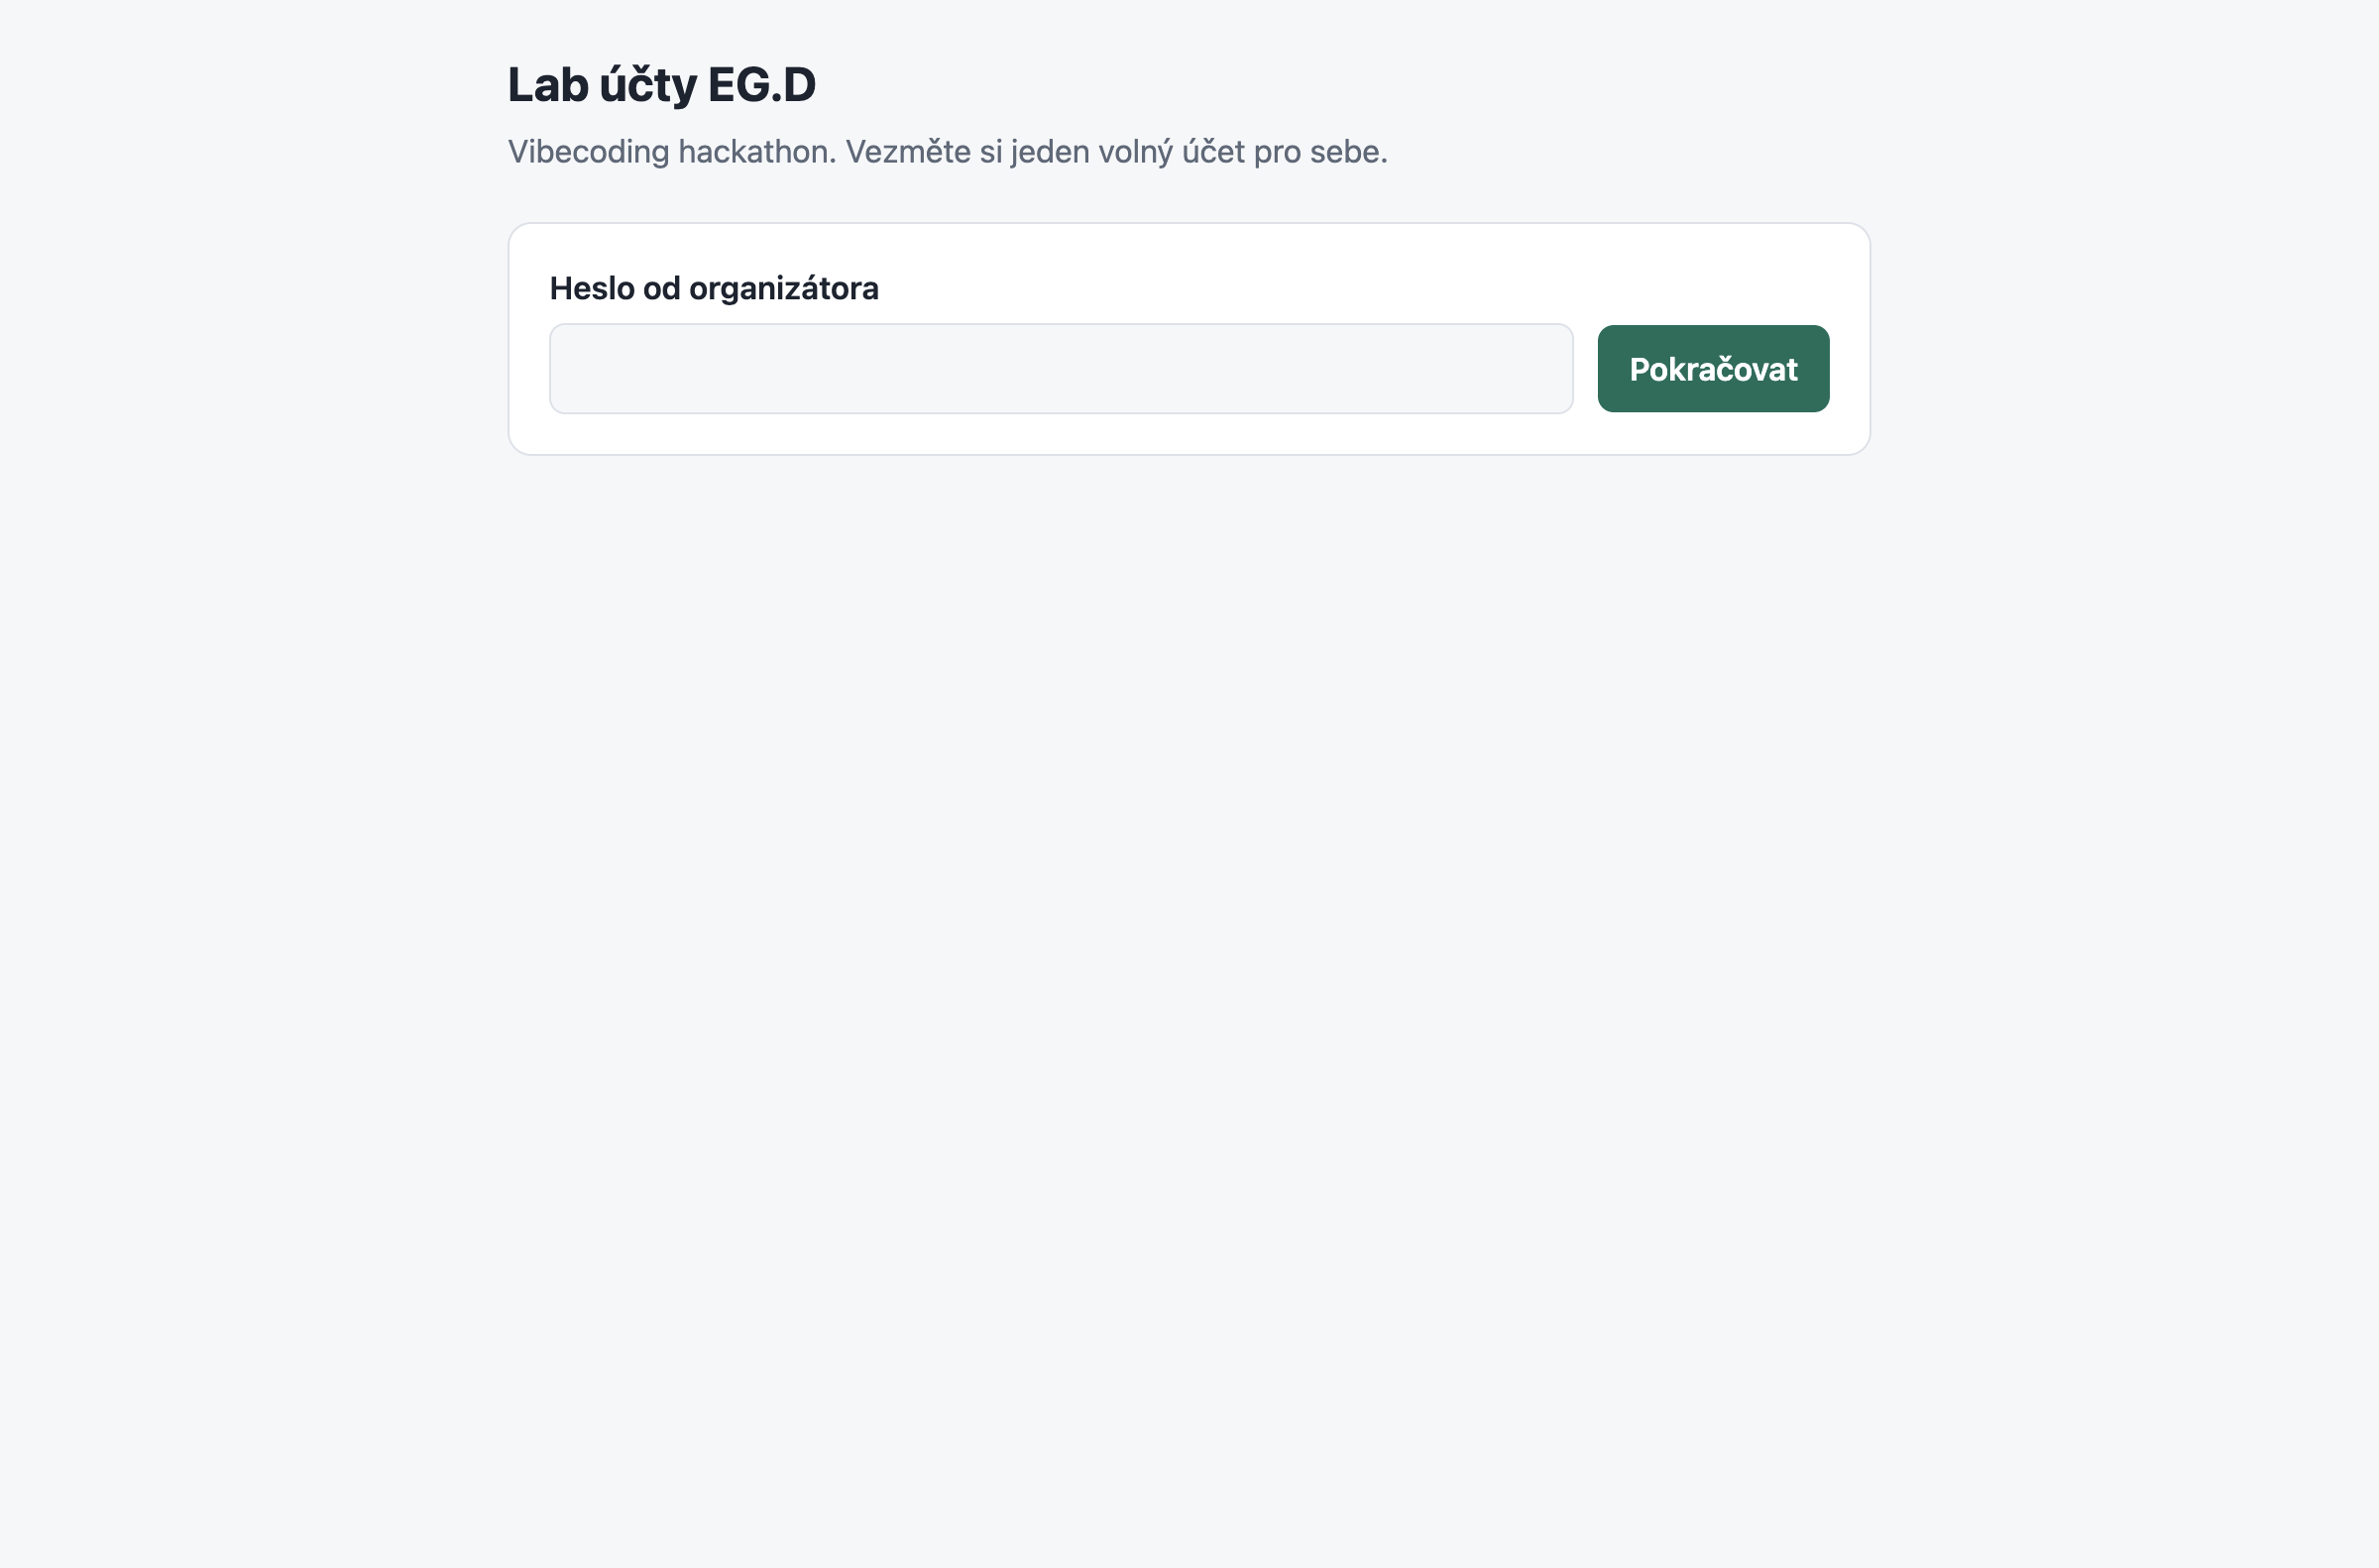 Lab účty EG.D
Vibecoding hackathon. Vezměte si jeden volný účet pro sebe.
Heslo od organizátora
Pokračovat